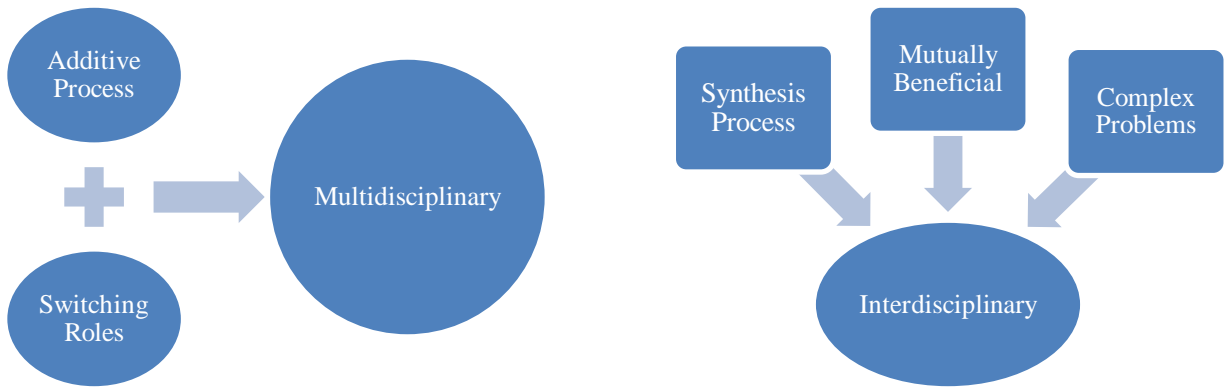 Additive
Process
Switching
Roles
Multidisciplinary
Synthesis
Process
Mutually
Beneficial
Complex
Problems
Interdisciplinary